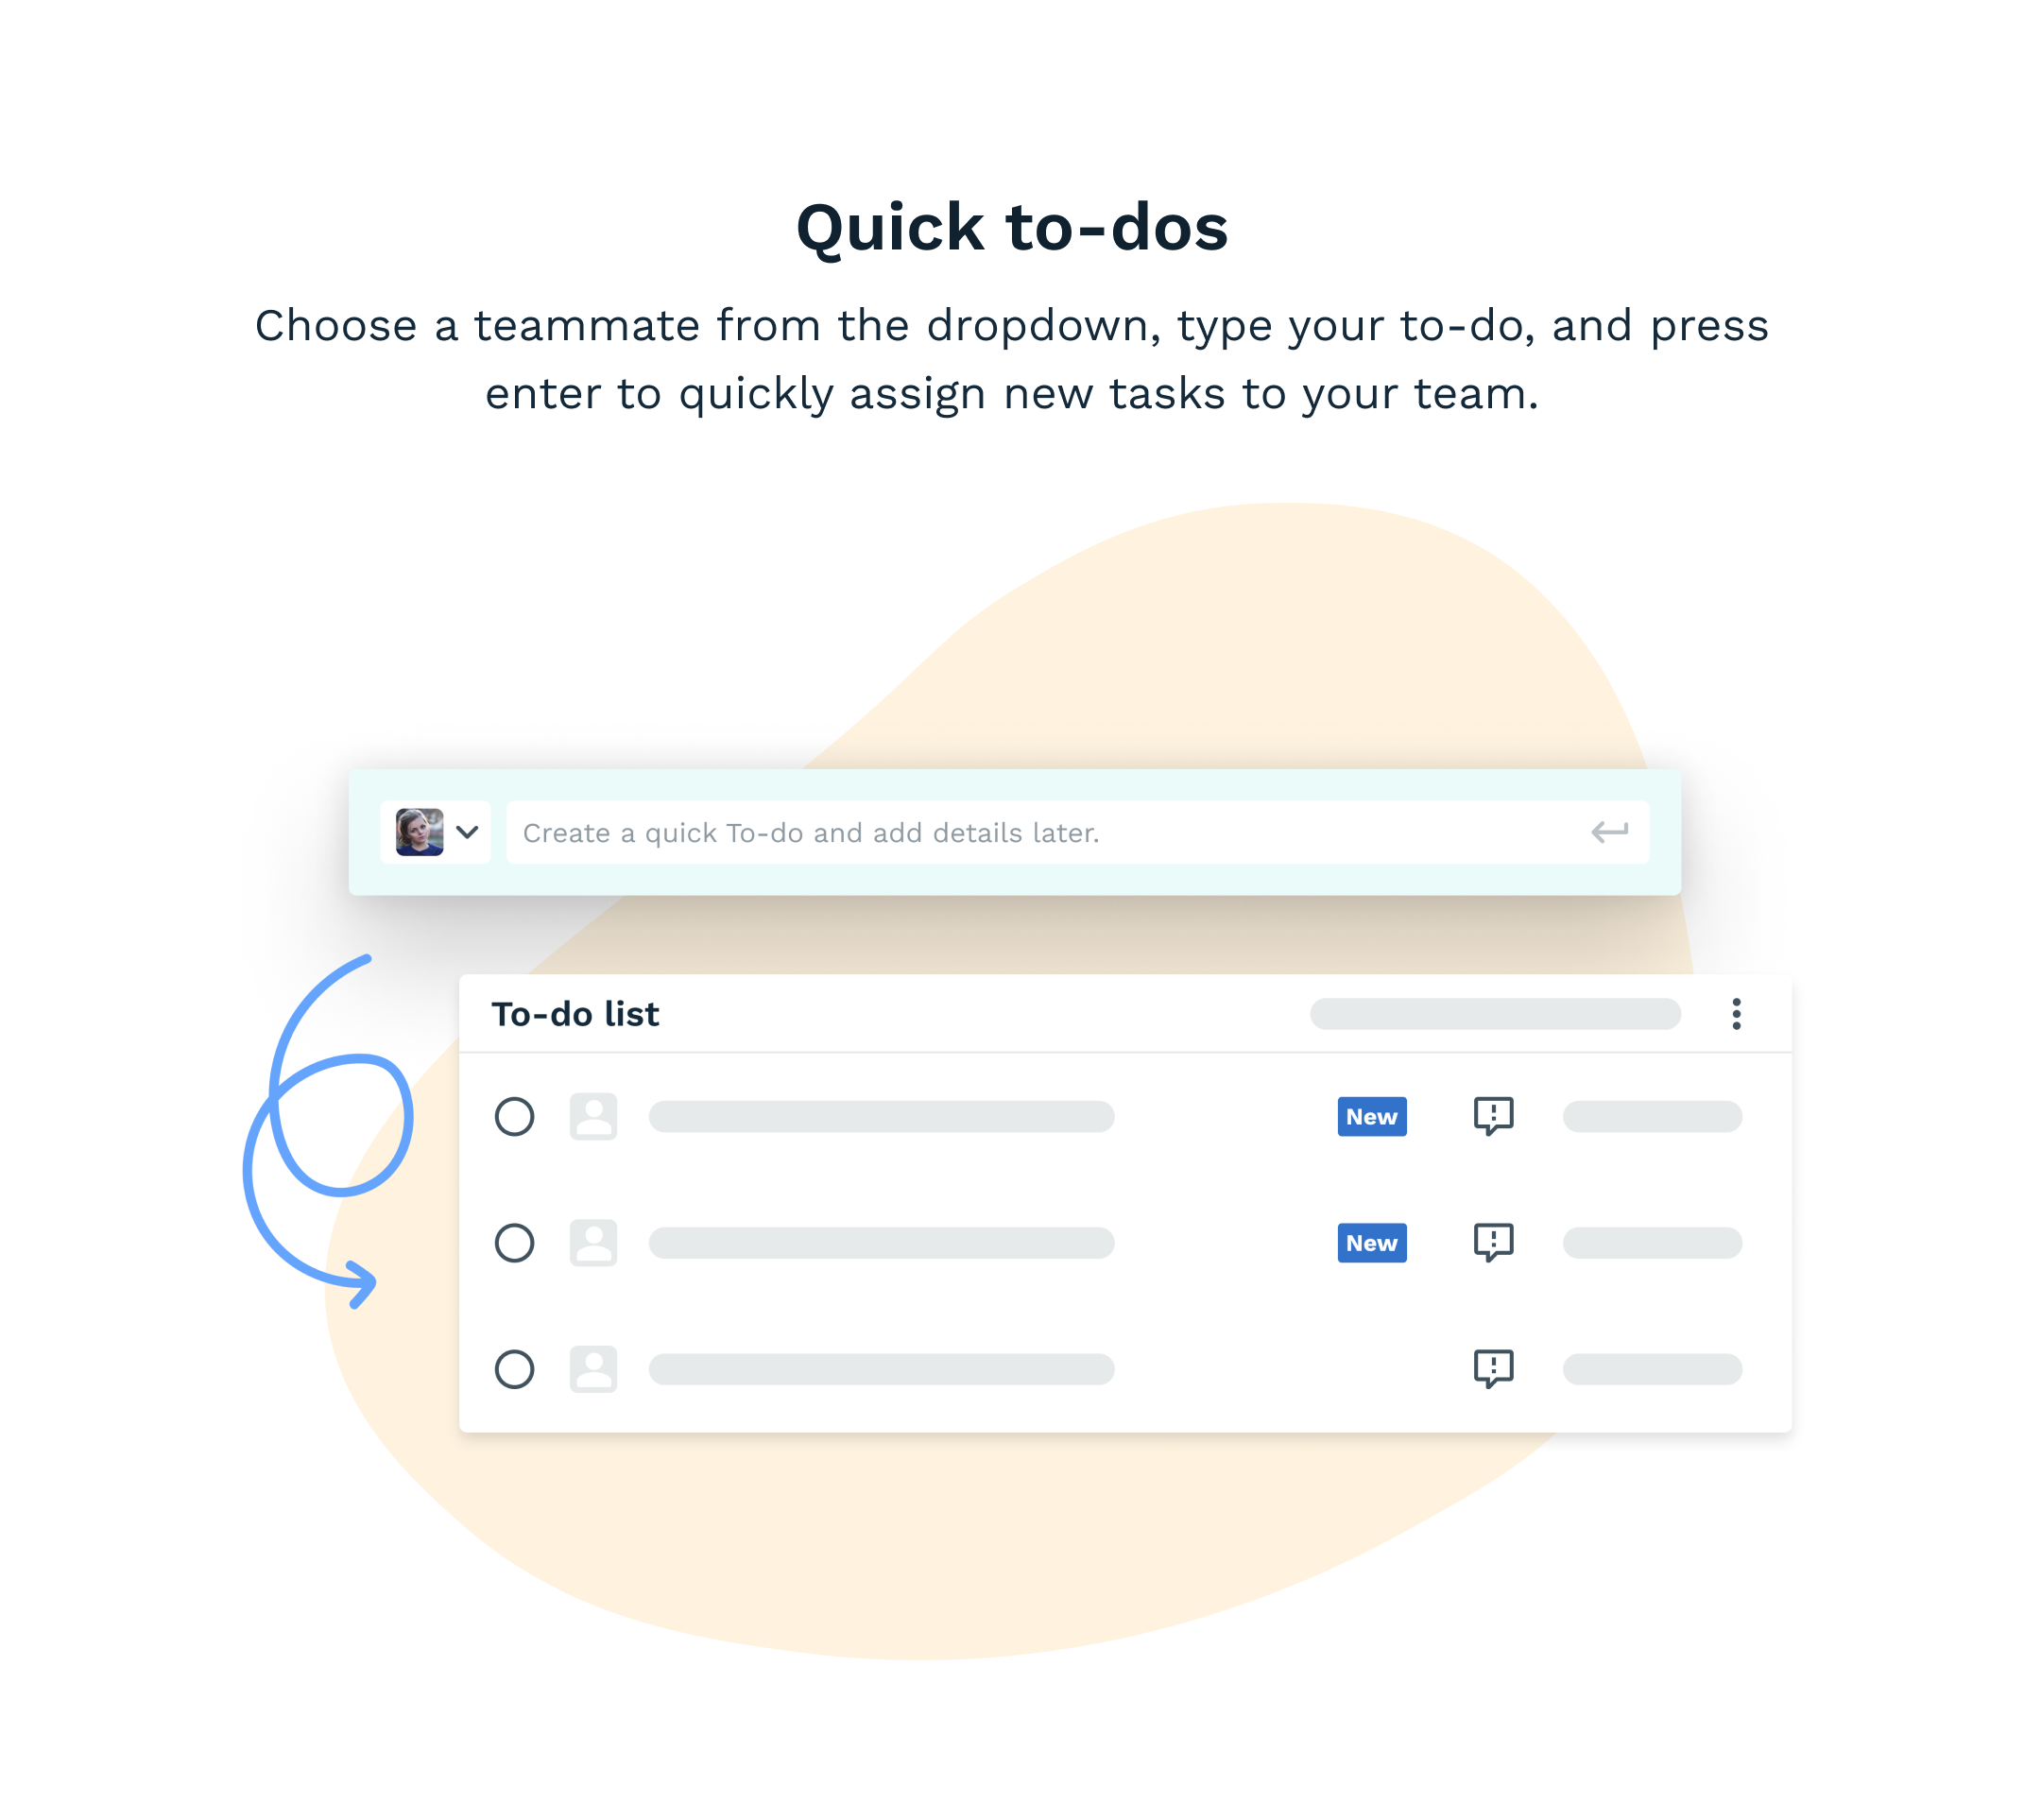 Quick to-dos
Choose a teammate from the dropdown, type your to-do, and press
enter to quickly assign new tasks to your team.
Create a quick To-do and add details later.
To-do list
New
New